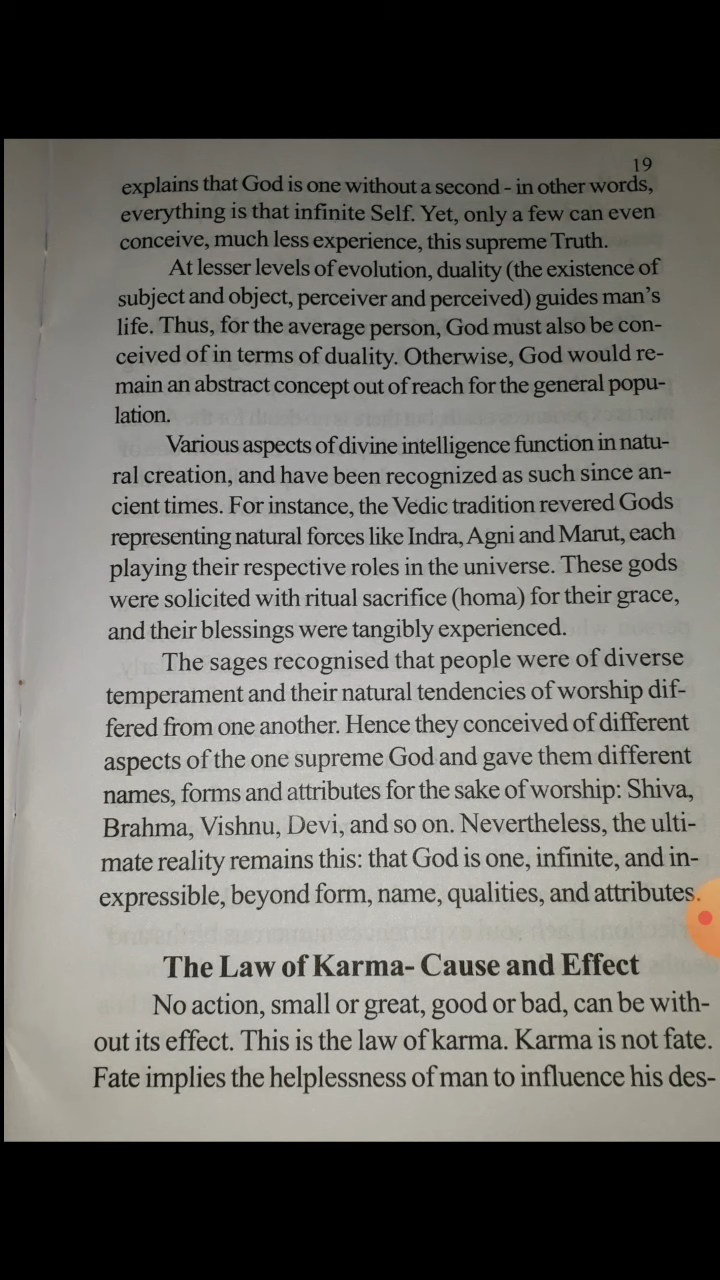 19
explains that God is one without a second - in other words,
everything is that infinite Self. Yet, only a few can even
conceive, much less experience, this supreme Truth.
At lesser levels of evolution, duality (the existence of
subject and object, perceiver and perceived) guides man's
life. Thus, for the average person, God must also be con-
ceived of in terms of duality. Otherwise, God would re-
main an abstract concept out of reach for the general popu-
lation.
Various aspects of divine intelligence function in natu-
ral creation, and have been recognized as such since an-
cient times. For instance, the Vedic tradition revered Gods
representing natural forces like Indra, Agni and Marut, each
playing their respective roles in the universe. These gods
were solicited with ritual sacrifice (homa) for their grace,
and their blessings were tangibly experienced.
The sages recognised that people were of diverse
temperament and their natural tendencies of worship dif-
fered from one another. Hence they conceived of different
aspects of the one supreme God and gave them different
names, forms and attributes for the sake of worship: Shiva,
Brahma, Vishnu, Devi, and so on. Nevertheless, the ulti-
mate reality remains this: that God is one, infinite, and in-
expressible, beyond form, name, qualities, and attributes.
The Law of Karma- Cause and Effect
No action, small or great, good or bad, can be with-
out its effect. This is the law of karma. Karma is not fate.
Fate implies the helplessness of man to influence his des-